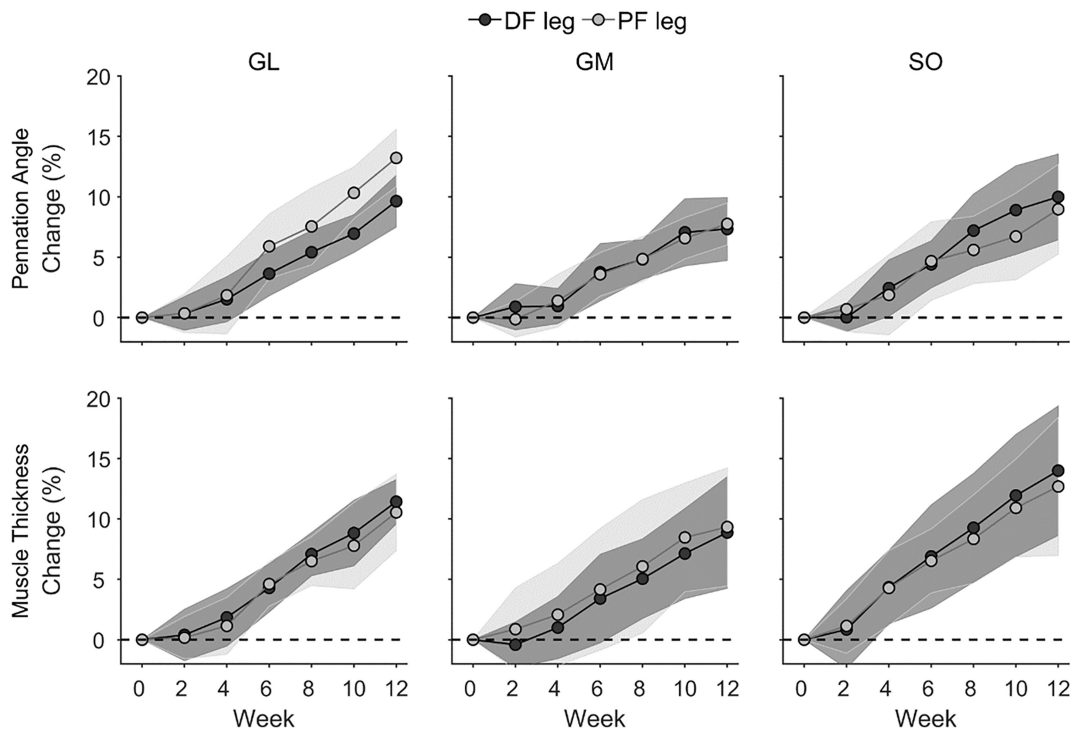 DF leg PF leg
GL GM SO
Pennation Angle
Change (%)
20
15
10
5
0
Muscle Thickness
Change (%)
20
15
10
5
0
0 2 4 6 8 10 12
0 2 4 6 8 10 12
0 2 4 6 8 10 12
Week Week Week